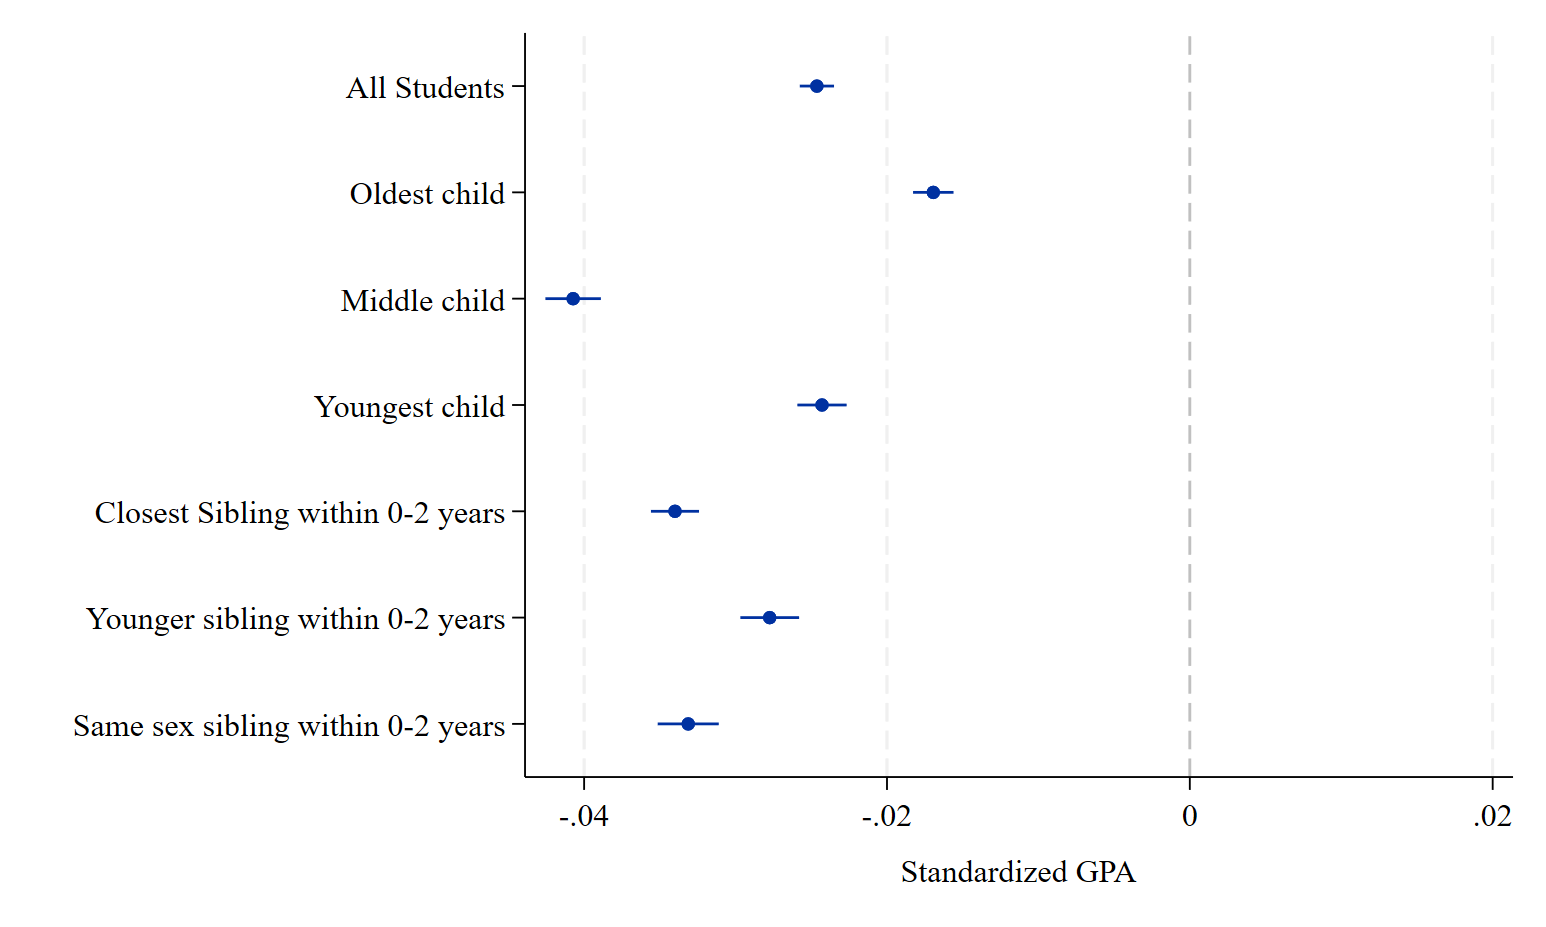 All Students
Oldest child
Middle child
Youngest child
Closest Sibling within 0-2 years
Younger sibling within 0-2 years
Same sex sibling within 0-2 years
-.04 -.02 0 .02
Standardized GPA